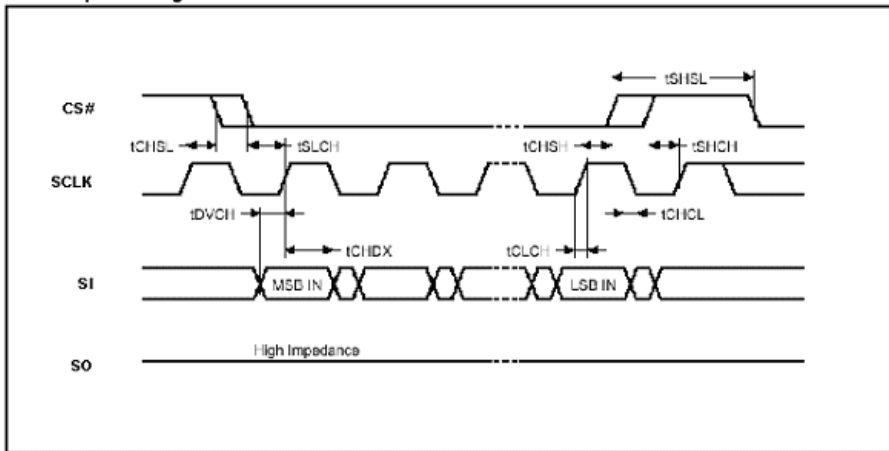 tSHSL
CS#
tCHSL
tSLCH
tCHSH
tSHCH
SCLK
tDVCH
tCHCL
tCHDX
tCLCH
SI
MSB IN
LSB IN
High Impedance
SO